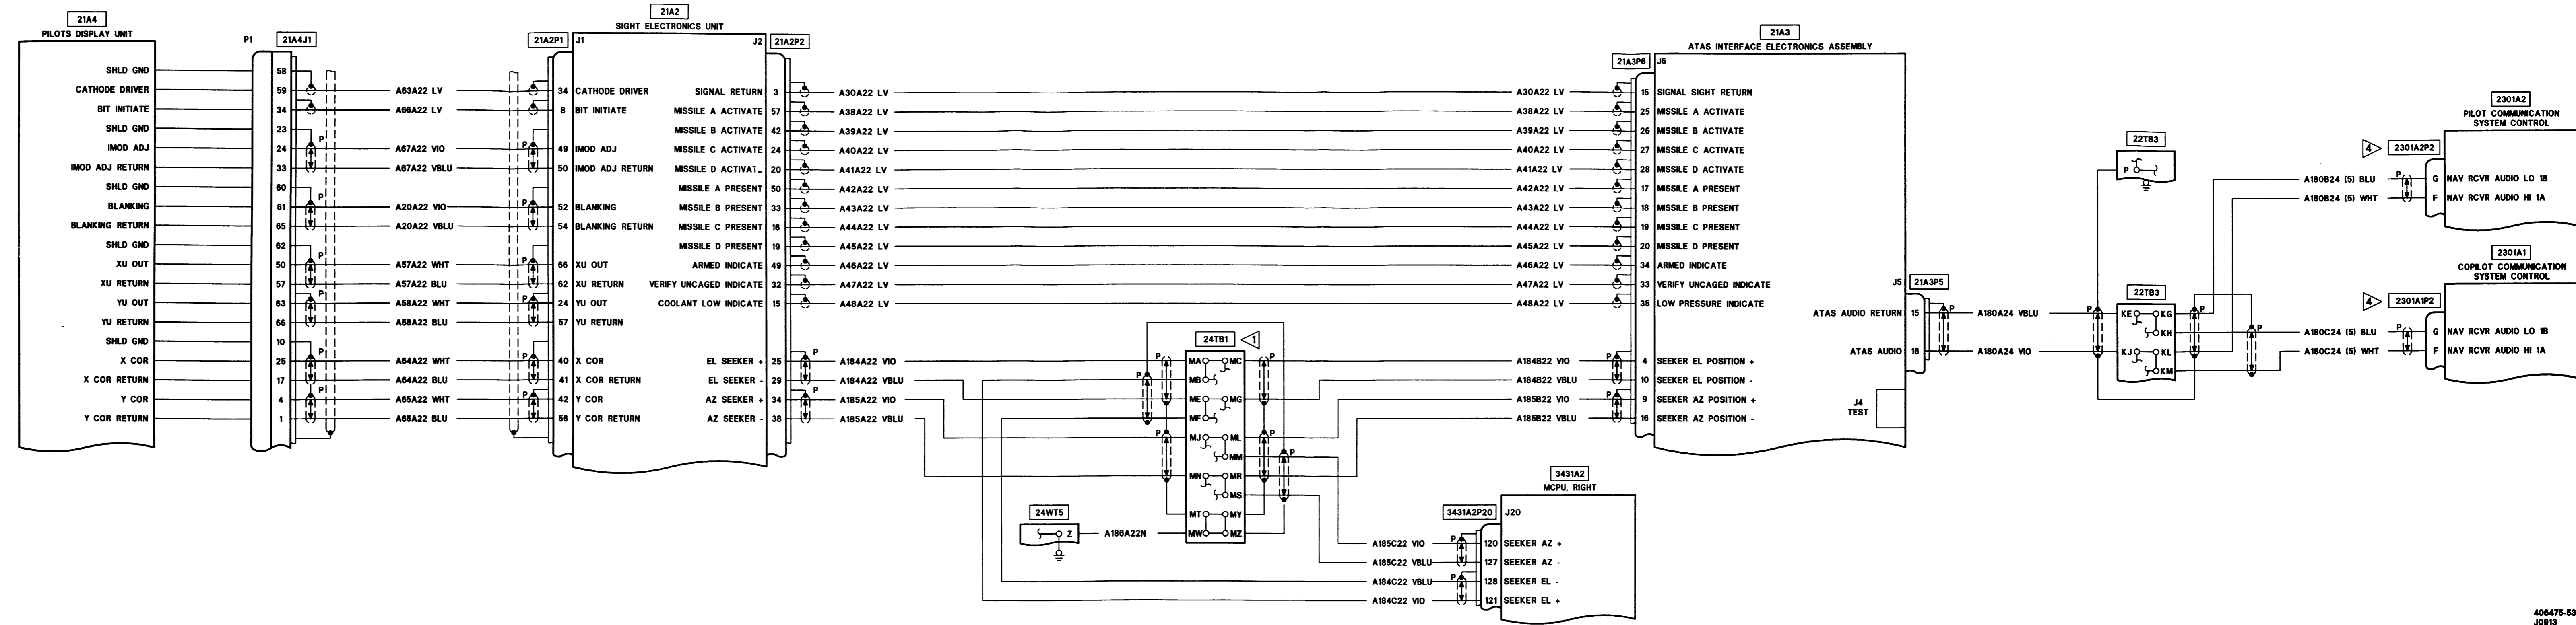 21A4
PILOTS DISPLAY UNIT
SHLD GND
CATHODE DRIVER
BIT INITIATE
SHLD GND
IMOD ADJ
IMOD ADJ RETURN
SHLD GND
BLANKING
BLANKING RETURN
SHLD GND
XU OUT
XU RETURN
YU OUT
YU RETURN
SHLD GND
X COR
X COR RETURN
Y COR
Y COR RETURN
P1
21A4J1
58
59
34
23
24
33
60
61
65
62
50
57
63
66
10
25
17
4
1
P
P
P
P
P
P
A63A22 LV
A66A22 LV
A67A22 VIO
A67A22 VBLU
A20A22 VIO
A20A22 VBLU
A57A22 WHT
A57A22 BLU
A58A22 WHT
A58A22 BLU
A64A22 WHT
A64A22 BLU
A65A22 WHT
A65A22 BLU
P
P
P
P
P
P
21A2
SIGHT ELECTRONICS UNIT
21A2P1
J1
J2
21A2P2
34 CATHODE DRIVER
8 BIT INITIATE
49 IMOD ADJ
50 IMOD ADJ RETURN
52 BLANKING
54 BLANKING RETURN
66 XU OUT
62 XU RETURN
24 YU OUT
57 YU RETURN
40 X COR
41 X COR RETURN
42 Y COR
56 Y COR RETURN
SIGNAL RETURN 3
MISSILE A ACTIVATE 57
MISSILE B ACTIVATE 42
MISSILE C ACTIVATE 24
MISSILE D ACTIVAT_ 20
MISSILE A PRESENT 50
MISSILE B PRESENT 33
MISSILE C PRESENT 16
MISSILE D PRESENT 19
ARMED INDICATE 49
VERIFY UNCAGED INDICATE 32
COOLANT LOW INDICATE 15
EL SEEKER + 25
EL SEEKER - 29
AZ SEEKER + 34
AZ SEEKER - 38
P
P
A30A22 LV
A38A22 LV
A39A22 LV
A40A22 LV
A41A22 LV
A42A22 LV
A43A22 LV
A44A22 LV
A45A22 LV
A46A22 LV
A47A22 LV
A48A22 LV
A184A22 VIO
A184A22 VBLU
A185A22 VIO
A185A22 VBLU
24WT5
Z
A186A22N
24TB1
1
P
P
P
P
P
P
MA MC
MB
ME MG
MF
MJ ML
MM
MN MR
MS
MT MY
MW MZ
A30A22 LV
A38A22 LV
A39A22 LV
A40A22 LV
A41A22 LV
A42A22 LV
A43A22 LV
A44A22 LV
A45A22 LV
A46A22 LV
A47A22 LV
A48A22 LV
A184B22 VIO
A184B22 VBLU
A185B22 VIO
A185B22 VBLU
P
P
21A3
ATAS INTERFACE ELECTRONICS ASSEMBLY
21A3P6
J6
15 SIGNAL SIGHT RETURN
25 MISSILE A ACTIVATE
26 MISSILE B ACTIVATE
27 MISSILE C ACTIVATE
28 MISSILE D ACTIVATE
17 MISSILE A PRESENT
18 MISSILE B PRESENT
19 MISSILE C PRESENT
20 MISSILE D PRESENT
34 ARMED INDICATE
33 VERIFY UNCAGED INDICATE
35 LOW PRESSURE INDICATE
4 SEEKER EL POSITION +
10 SEEKER EL POSITION -
9 SEEKER AZ POSITION +
16 SEEKER AZ POSITION -
J5
21A3P5
ATAS AUDIO RETURN 15
ATAS AUDIO 16
J4
TEST
3431A2
MCPU, RIGHT
3431A2P20
J20
A185C22 VIO P 120 SEEKER AZ +
A185C22 VBLU 127 SEEKER AZ -
A184C22 VBLU P 128 SEEKER EL -
A184C22 VIO 121 SEEKER EL +
P
A180A24 VBLU
A180A24 VIO
P
22TB3
P
22TB3
KE KG
KH
KJ KL
KM
P
P
2301A2
PILOT COMMUNICATION
SYSTEM CONTROL
4
2301A2P2
A180B24 (5) BLU P G NAV RCVR AUDIO LO 1B
A180B24 (5) WHT F NAV RCVR AUDIO HI 1A
2301A1
COPILOT COMMUNICATION
SYSTEM CONTROL
4
2301A1P2
A180C24 (5) BLU P G NAV RCVR AUDIO LO 1B
A180C24 (5) WHT F NAV RCVR AUDIO HI 1A
406475-53
J0913